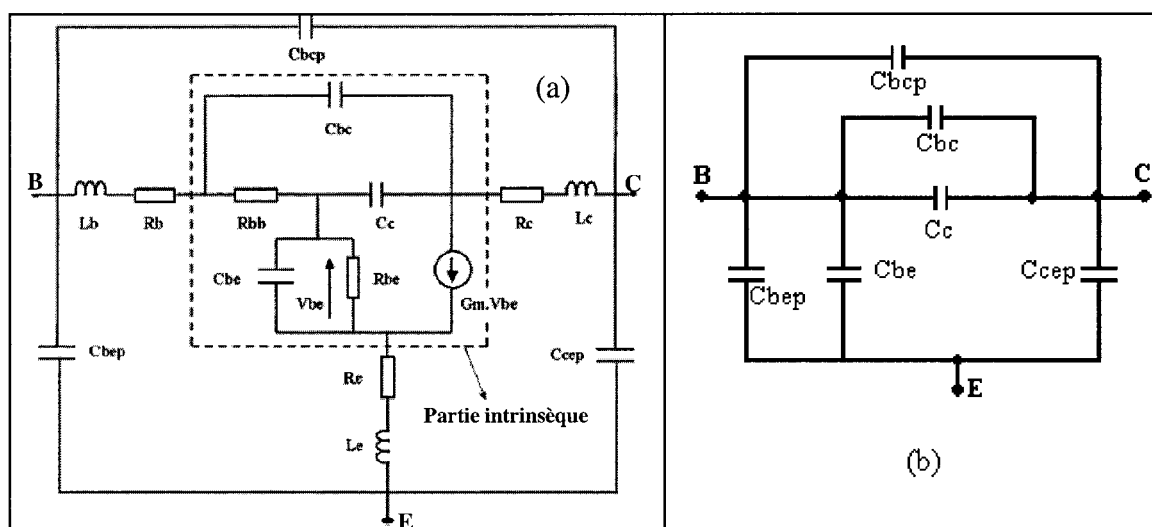 Cbcp
(a)
Cbc
B
C
Lb
Rb
Rbb
Cc
Rc
Lc
Cbe
Vbe
Rbe
Gm.Vbe
Cbep
Ccep
Re
Partie intrinsèque
Le
E
Cbcp
Cbc
B
C
Cc
Cbep
Cbe
Ccep
E
(b)